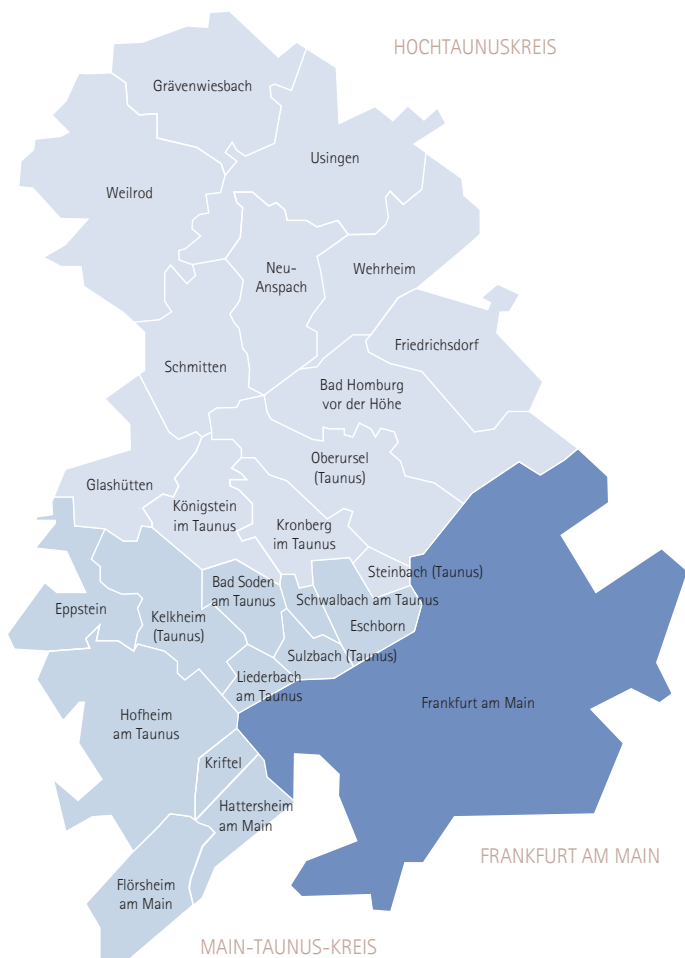 HOCHTAUNUSKREIS
Grävenwiesbach
Usingen
Weilrod
Neu-
Anspach
Wehrheim
Friedrichsdorf
Schmitten
Bad Homburg
vor der Höhe
Oberursel
(Taunus)
Glashütten
Königstein
im Taunus
Kronberg
im Taunus
Steinbach (Taunus)
Bad Soden
am Taunus
Schwalbach am Taunus
Eppstein
Kelkheim
(Taunus)
Eschborn
Sulzbach (Taunus)
Liederbach
am Taunus
Frankfurt am Main
Hofheim
am Taunus
Kriftel
Hattersheim
am Main
FRANKFURT AM MAIN
Flörsheim
am Main
MAIN-TAUNUS-KREIS